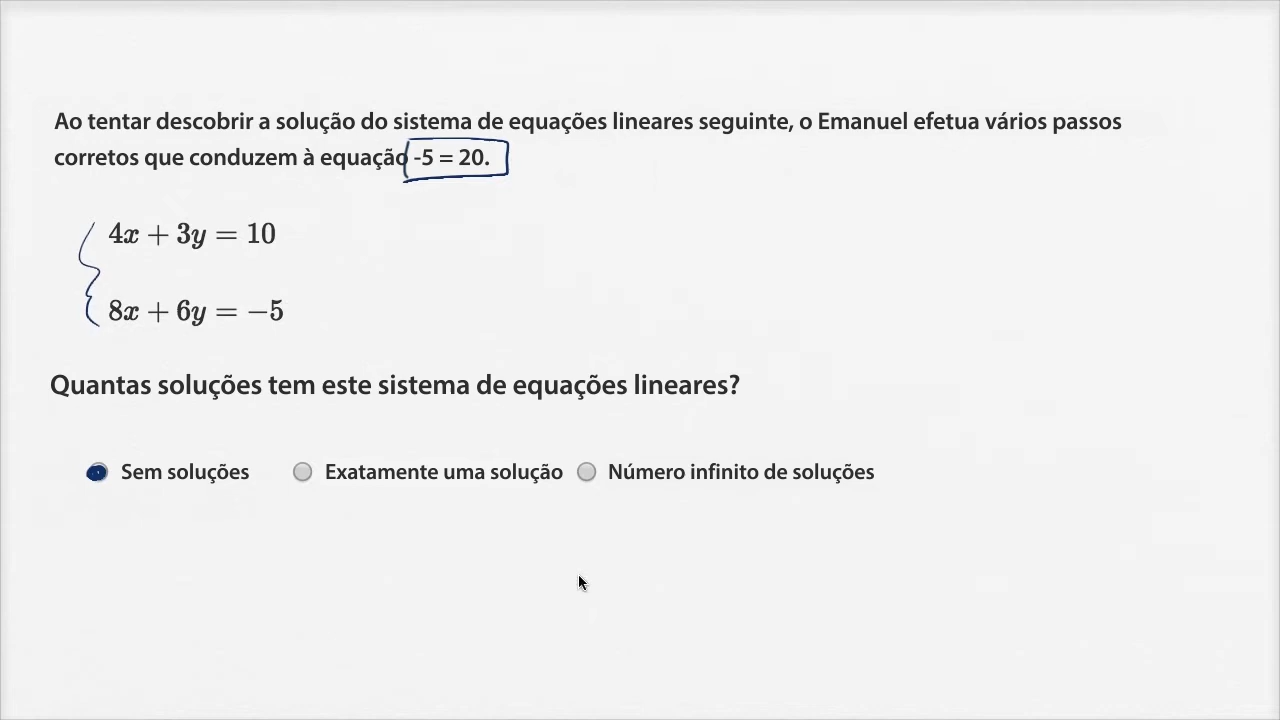 Ao tentar descobrir a solução do sistema de equações lineares seguinte, o Emanuel efetua vários passos
corretos que conduzem à equação -5 = 20.
4x + 3y = 10
8x + 6y = −5
Quantas soluções tem este sistema de equações lineares?
Sem soluções Exatamente uma solução Número infinito de soluções